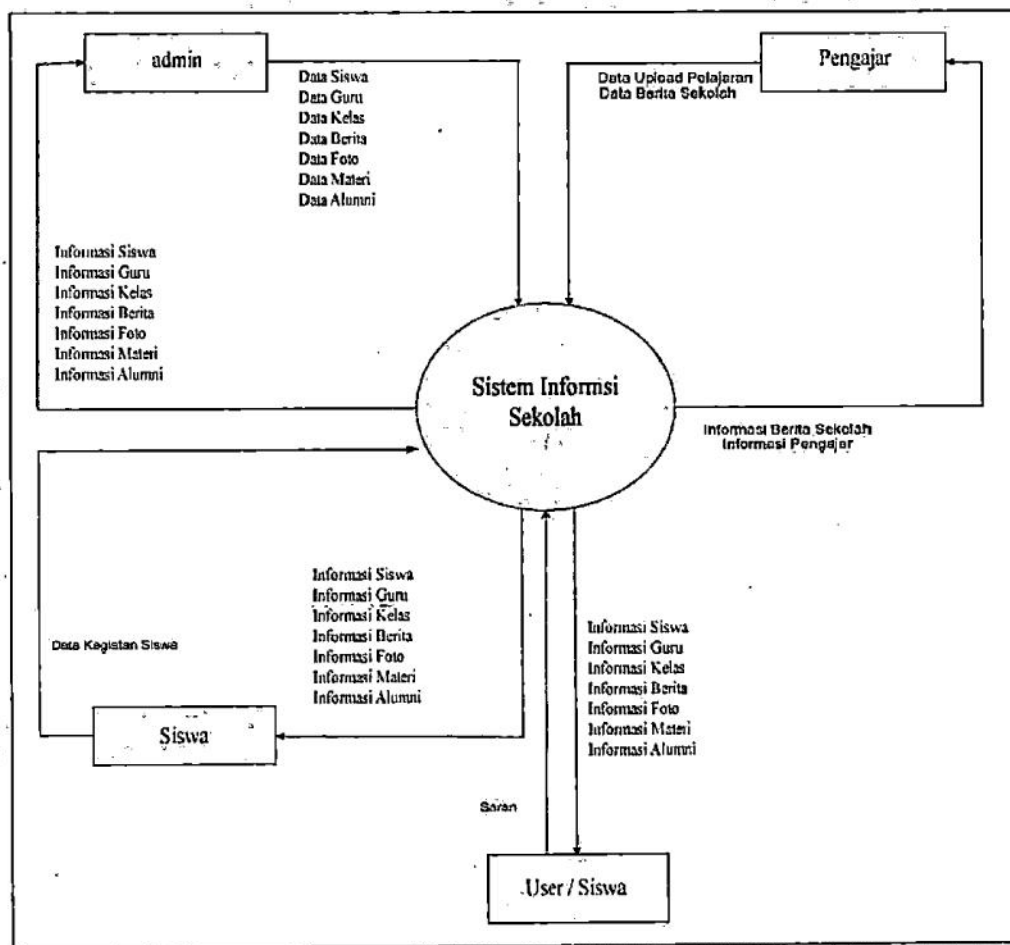 admin
Pengajar
Data Siswa
Data Guru
Data Kelas
Data Berita
Data Foto
Data Materi
Data Alumni
Data Upload Pelajaran
Data Berita Sekolah
Informasi Siswa
Informasi Guru
Informasi Kelas
Informasi Berita
Informasi Foto
Informasi Materi
Informasi Alumni
Sistem Informsi
Sekolah
Informasi Berita Sekolah
Informasi Pengajar
Data Kegistan Siswa
Informasi Siswa
Informasi Guru
Informasi Kelas
Informasi Berita
Informasi Foto
Informasi Materi
Informasi Alumni
Siswa
Informasi Siswa
Informasi Guru
Informasi Kelas
Informasi Berita
Informasi Foto
Informasi Materi
Informasi Alumni
Saran
User / Siswa